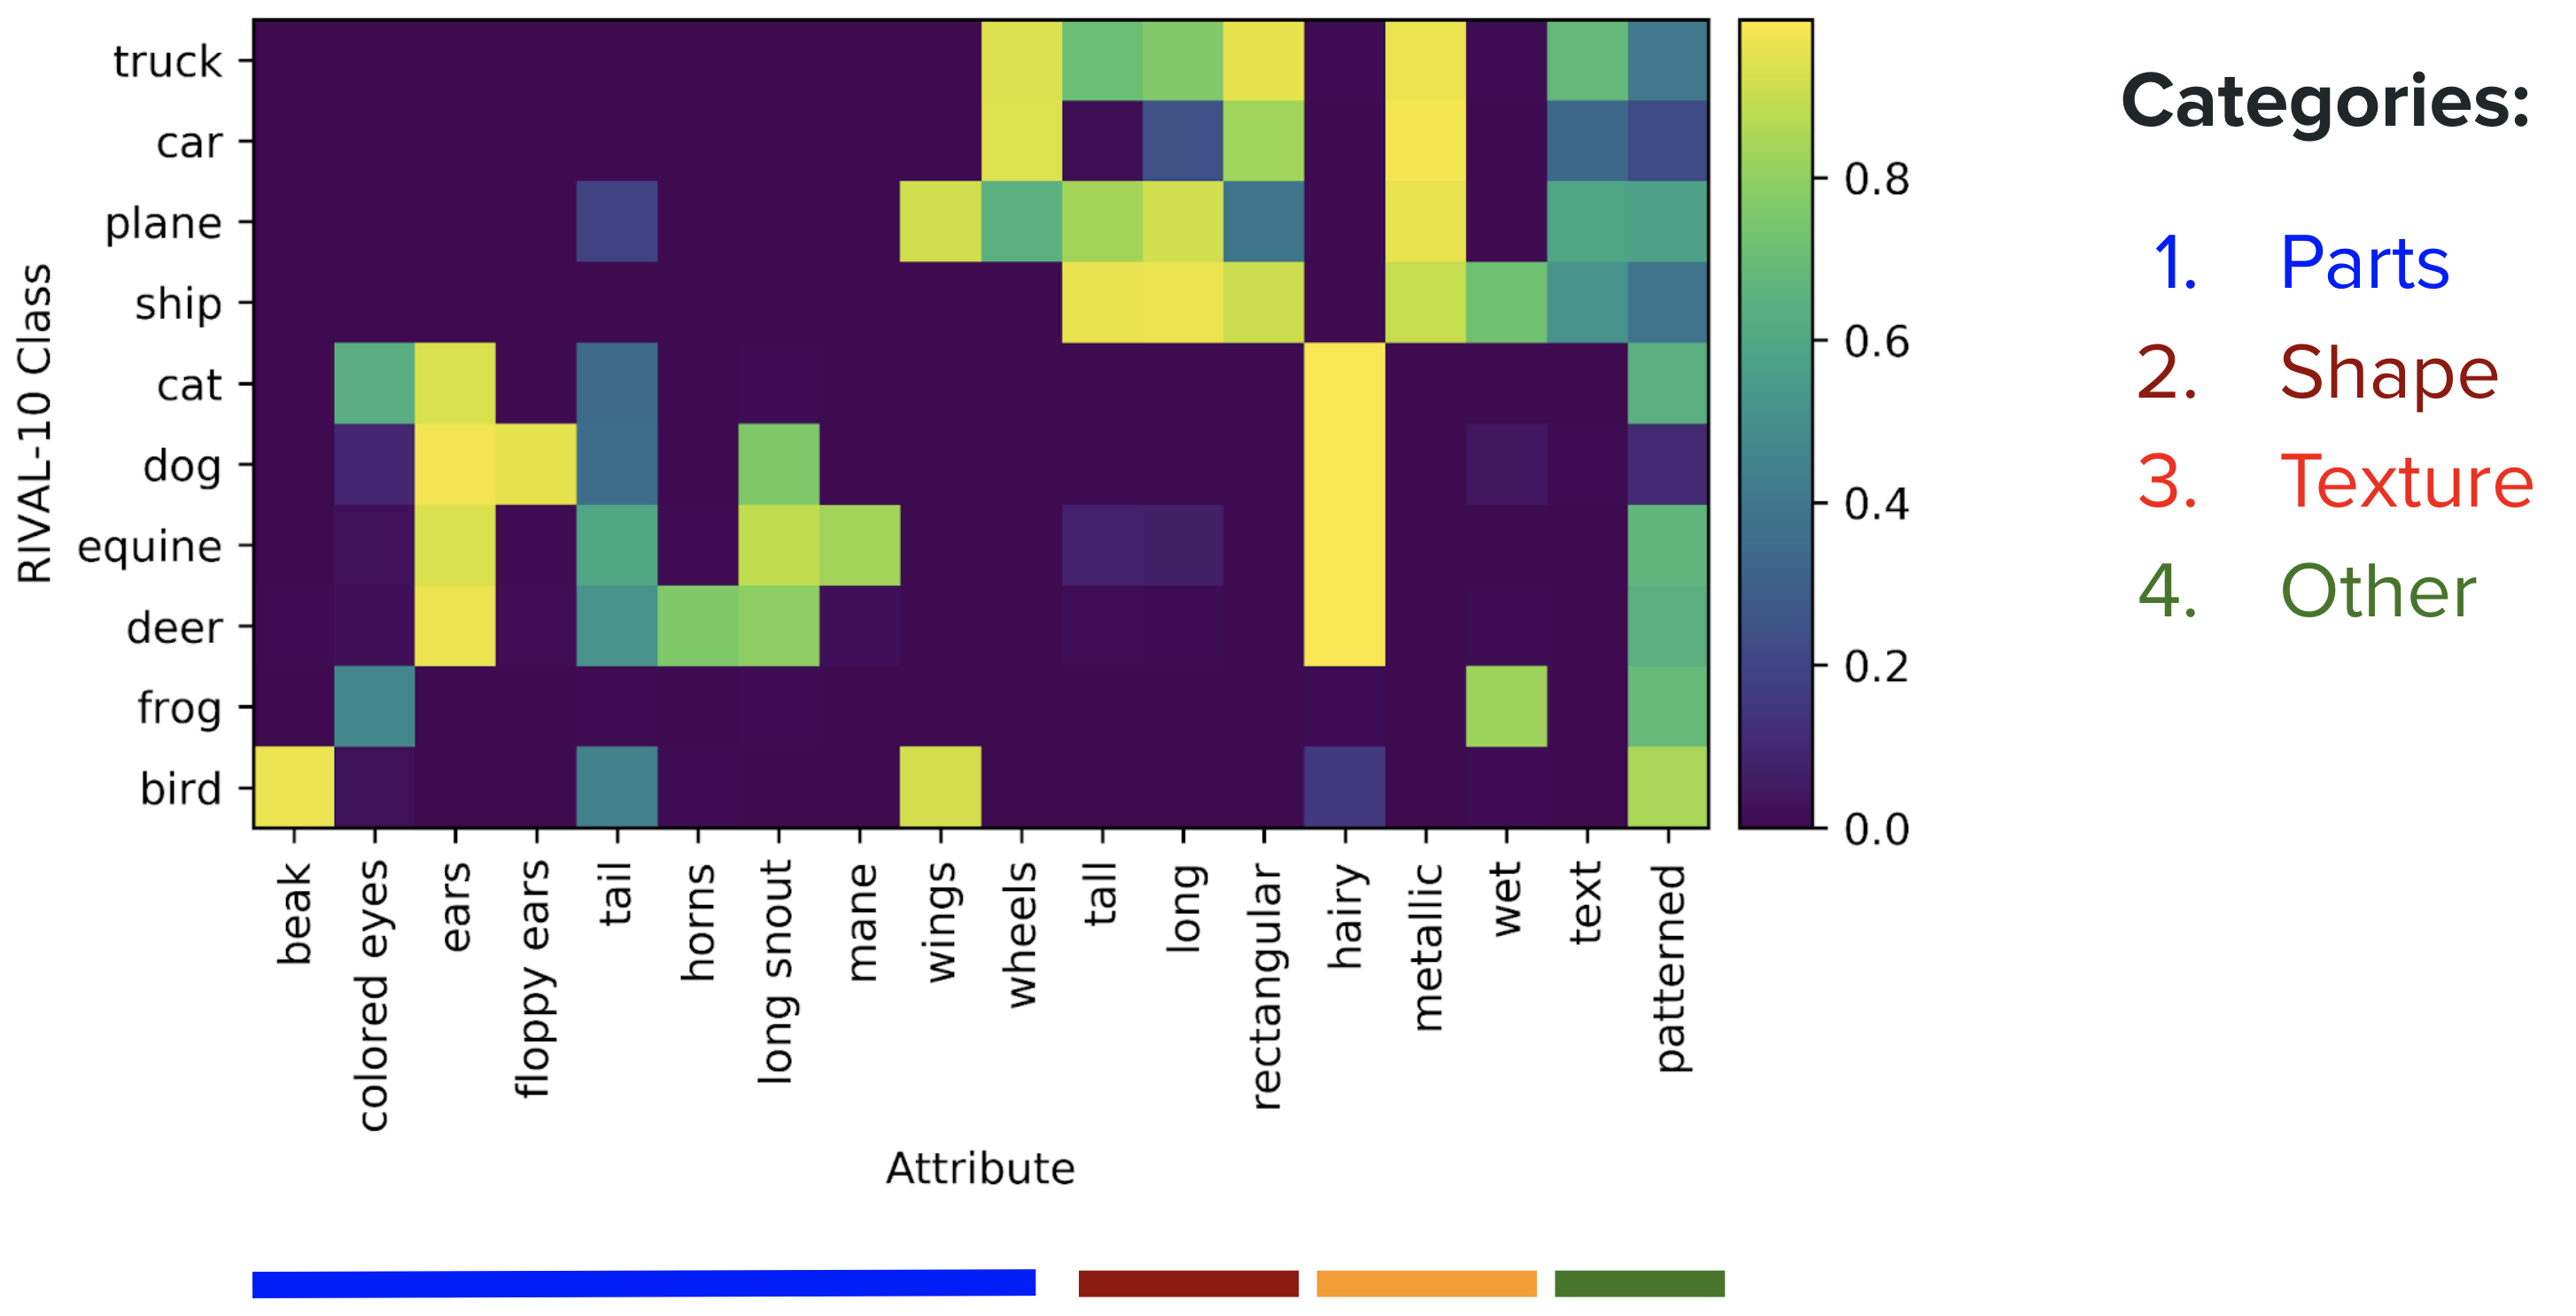 RIVAL-10 Class
truck
car
plane
ship
cat
dog
equine
deer
frog
bird
beak
colored eyes
ears
floppy ears
tail
horns
long snout
mane
wings
wheels
tall
long
rectangular
hairy
metallic
wet
text
patterned
Attribute
0.8
0.6
0.4
0.2
0.0
Categories:
1. Parts
2. Shape
3. Texture
4. Other